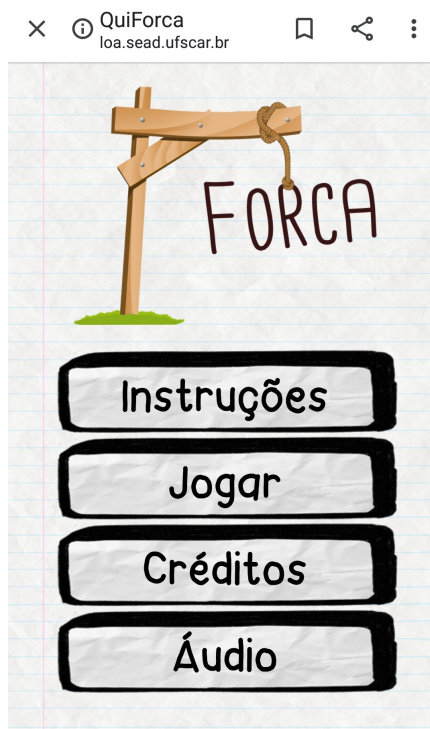 QuiForca
loa.sead.ufscar.br
FORCA
Instruções
Jogar
Créditos
Áudio